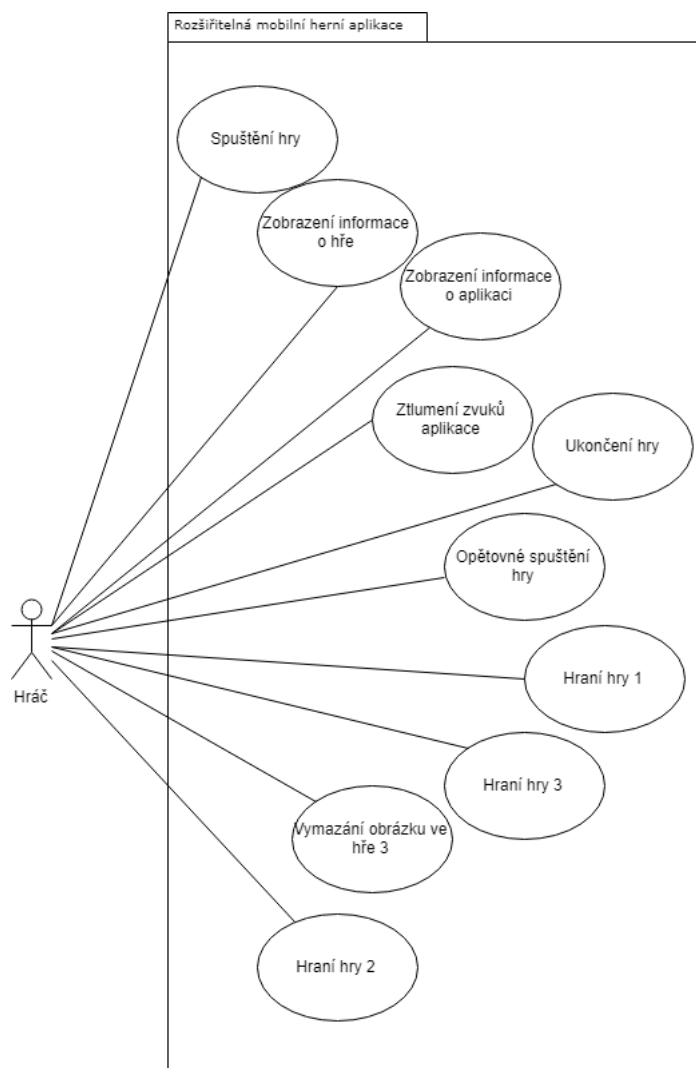 Rozšiřitelná mobilní herní aplikace
Spuštění hry
Zobrazení informace
o hře
Zobrazení informace
o aplikaci
Ztlumení zvuků
aplikace
Ukončení hry
Opětovné spuštění
hry
Hráč
Hraní hry 1
Hraní hry 3
Vymazání obrázku ve
hře 3
Hraní hry 2